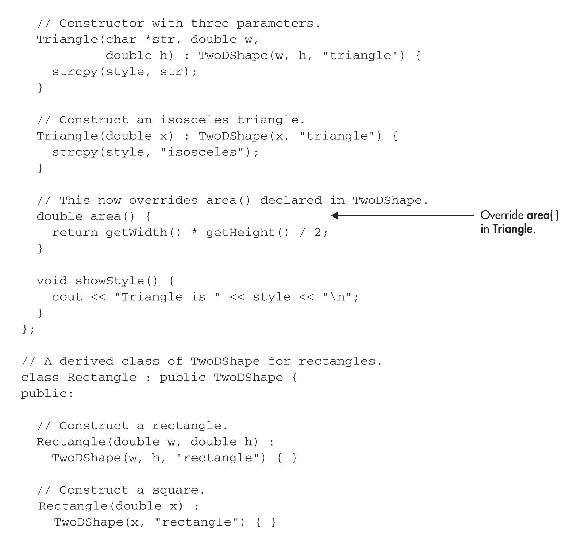 // Constructor with three parameters.
Triangle(char *str, double w,
double h) : TwoDShape(w, h, "triangle") {
strcpy(style, str);
}
// Construct an isosceles triangle.
Triangle(double x) : TwoDShape(x, "triangle") {
strcpy(style, "isosceles");
}
// This now overrides area() declared in TwoDShape.
double area() {
Override area()
return getWidth() * getHeight() / 2;
in Triangle.
}
void showStyle() {
cout << "Triangle is " << style << "\n";
}
};
// A derived class of TwoDShape for rectangles.
class Rectangle : public TwoDShape {
public:
// Construct a rectangle.
Rectangle(double w, double h) :
TwoDShape(w, h, "rectangle") { }
// Construct a square.
Rectangle(double x) :
TwoDShape(x, "rectangle") { }